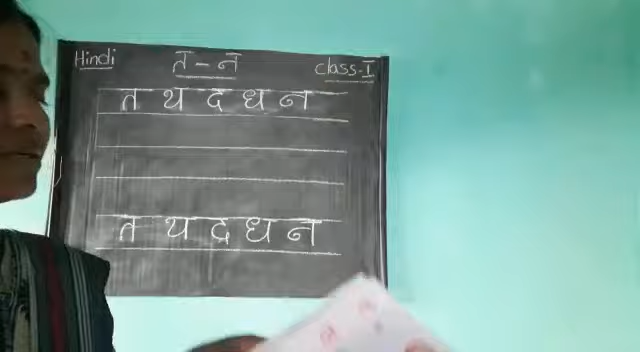 Hindi त - न class-I
त थ द ध न
त थ द ध न